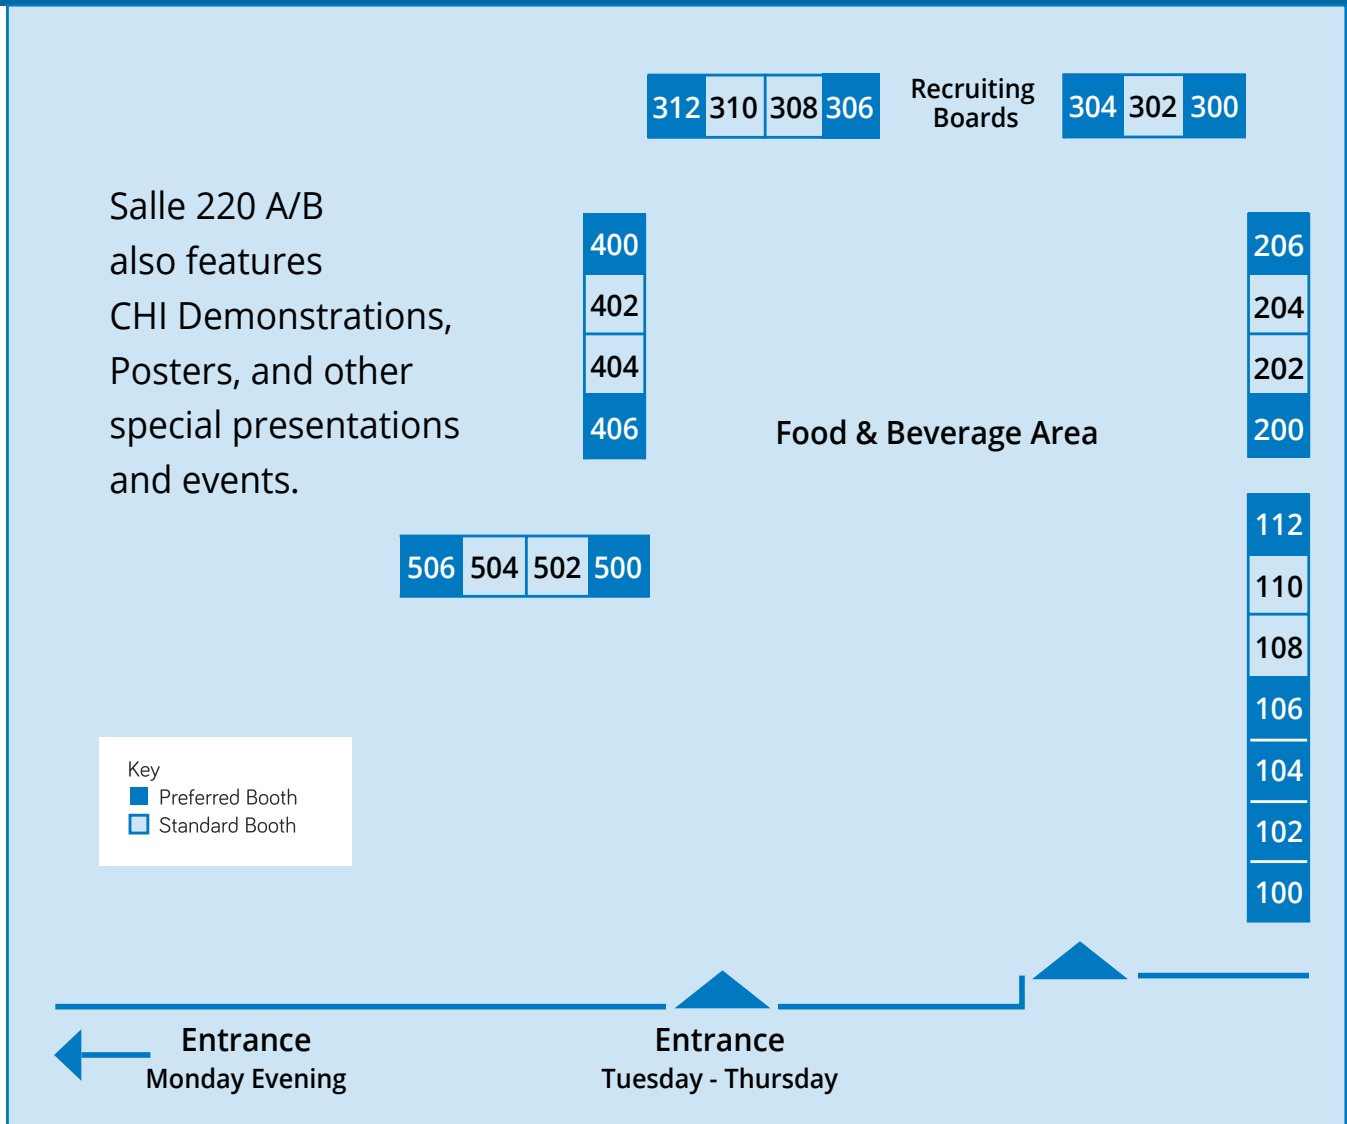 312 310 308 306
Recruiting
Boards
304 302 300
Salle 220 A/B
also features
CHI Demonstrations,
Posters, and other
special presentations
and events.
400
402
404
406
206
204
202
200
Food & Beverage Area
112
110
108
106
104
102
100
506 504 502 500
Key
Preferred Booth
Standard Booth
Entrance
Monday Evening
Entrance
Tuesday - Thursday